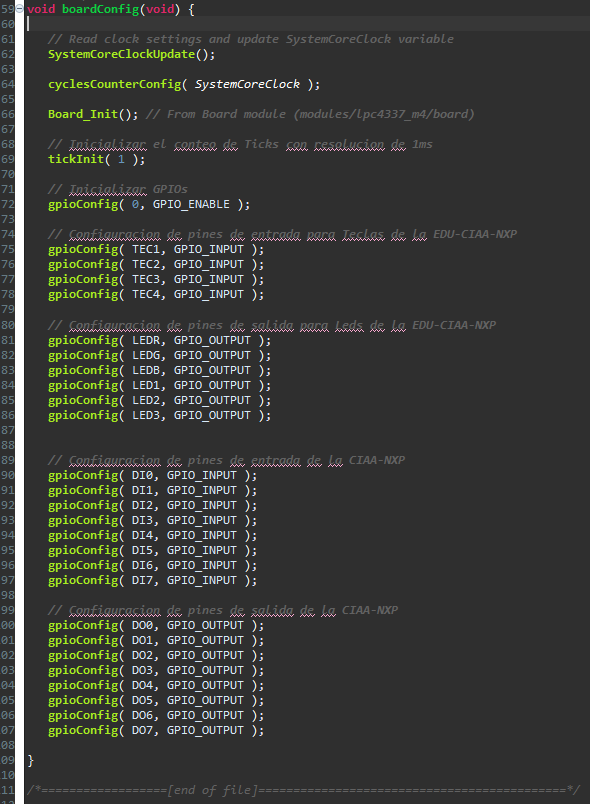 59 void boardConfig(void) {
60
61    // Read clock settings and update SystemCoreClock variable
62    SystemCoreClockUpdate();
63
64    cyclesCounterConfig( SystemCoreClock );
65
66    Board_Init(); // From Board module (modules/lpc4337_m4/board)
67
68    // Inicializar el conteo de Ticks con resolucion de 1ms
69    tickInit( 1 );
70
71    // Inicializar GPIOs
72    gpioConfig( 0, GPIO_ENABLE );
73
74    // Configuracion de pines de entrada para Teclas de la EDU-CIAA-NXP
75    gpioConfig( TEC1, GPIO_INPUT );
76    gpioConfig( TEC2, GPIO_INPUT );
77    gpioConfig( TEC3, GPIO_INPUT );
78    gpioConfig( TEC4, GPIO_INPUT );
79
80    // Configuracion de pines de salida para Leds de la EDU-CIAA-NXP
81    gpioConfig( LEDR, GPIO_OUTPUT );
82    gpioConfig( LEDG, GPIO_OUTPUT );
83    gpioConfig( LEDB, GPIO_OUTPUT );
84    gpioConfig( LED1, GPIO_OUTPUT );
85    gpioConfig( LED2, GPIO_OUTPUT );
86    gpioConfig( LED3, GPIO_OUTPUT );
87
88
89    // Configuracion de pines de entrada de la CIAA-NXP
90    gpioConfig( DI0, GPIO_INPUT );
91    gpioConfig( DI1, GPIO_INPUT );
92    gpioConfig( DI2, GPIO_INPUT );
93    gpioConfig( DI3, GPIO_INPUT );
94    gpioConfig( DI4, GPIO_INPUT );
95    gpioConfig( DI5, GPIO_INPUT );
96    gpioConfig( DI6, GPIO_INPUT );
97    gpioConfig( DI7, GPIO_INPUT );
98
99    // Configuracion de pines de salida de la CIAA-NXP
00    gpioConfig( DO0, GPIO_OUTPUT );
01    gpioConfig( DO1, GPIO_OUTPUT );
02    gpioConfig( DO2, GPIO_OUTPUT );
03    gpioConfig( DO3, GPIO_OUTPUT );
04    gpioConfig( DO4, GPIO_OUTPUT );
05    gpioConfig( DO5, GPIO_OUTPUT );
06    gpioConfig( DO6, GPIO_OUTPUT );
07    gpioConfig( DO7, GPIO_OUTPUT );
08
09 }
10
11 /*==================[end of file]============================================*/